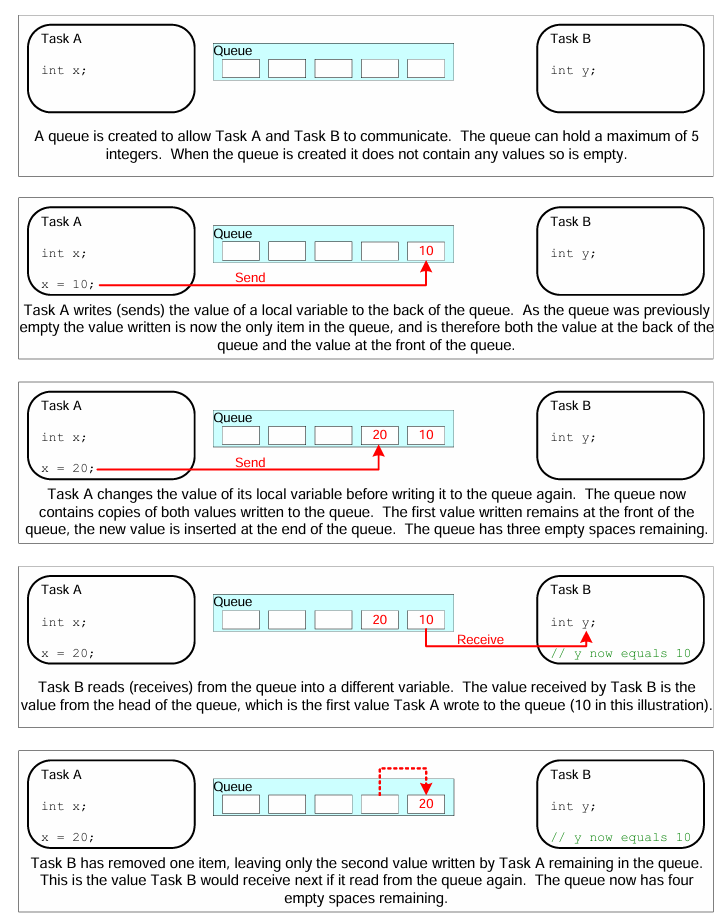 Task A
int x;
Queue
Task B
int y;
A queue is created to allow Task A and Task B to communicate.  The queue can hold a maximum of 5
integers.  When the queue is created it does not contain any values so is empty.
Task A
int x;
x = 10;
Queue
10
Send
Task B
int y;
Task A writes (sends) the value of a local variable to the back of the queue.  As the queue was previously
empty the value written is now the only item in the queue, and is therefore both the value at the back of the
queue and the value at the front of the queue.
Task A
int x;
x = 20;
Queue
20 10
Send
Task B
int y;
Task A changes the value of its local variable before writing it to the queue again.  The queue now
contains copies of both values written to the queue.  The first value written remains at the front of the
queue, the new value is inserted at the end of the queue.  The queue has three empty spaces remaining.
Task A
int x;
x = 20;
Queue
20 10
Receive
Task B
int y;
// y now equals 10
Task B reads (receives) from the queue into a different variable.  The value received by Task B is the
value from the head of the queue, which is the first value Task A wrote to the queue (10 in this illustration).
Task A
int x;
x = 20;
Queue
20
Task B
int y;
// y now equals 10
Task B has removed one item, leaving only the second value written by Task A remaining in the queue.
This is the value Task B would receive next if it read from the queue again.  The queue now has four
empty spaces remaining.